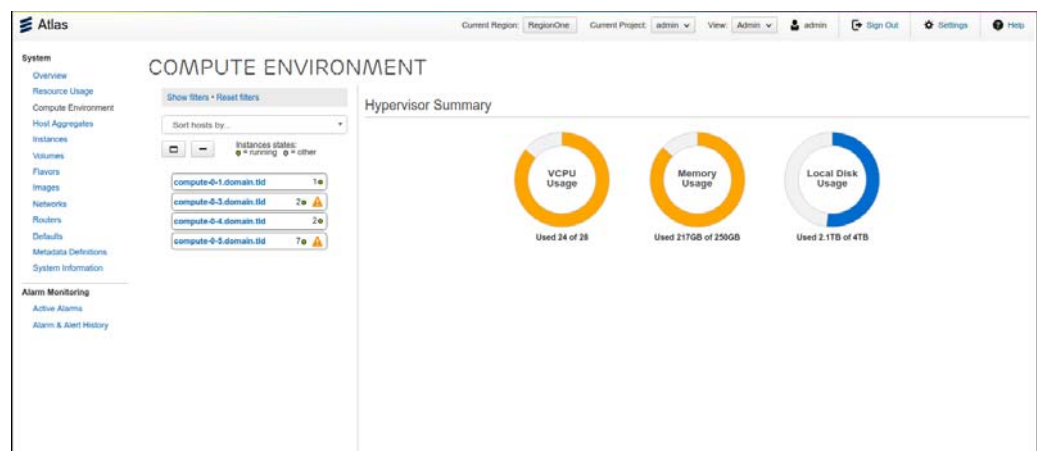 Atlas
Current Region: RegionOne Current Project: admin View: Admin admin Sign Out Settings Help
System
Overview
Resource Usage
Compute Environment
Host Aggregates
Instances
Volumes
Flavors
Images
Networks
Routers
Defaults
Metadata Definitions
System Information
Alarm Monitoring
Active Alarms
Alarm & Alert History
COMPUTE ENVIRONMENT
Show filters • Reset filters
Sort hosts by...
Instances states:
= running = other
compute-0-1.domain.tld 1
compute-0-3.domain.tld 2
compute-0-4.domain.tld 2
compute-0-5.domain.tld 7
Hypervisor Summary
VCPU
Usage
Used 24 of 28
Memory
Usage
Used 217GB of 250GB
Local Disk
Usage
Used 2.1TB of 4TB